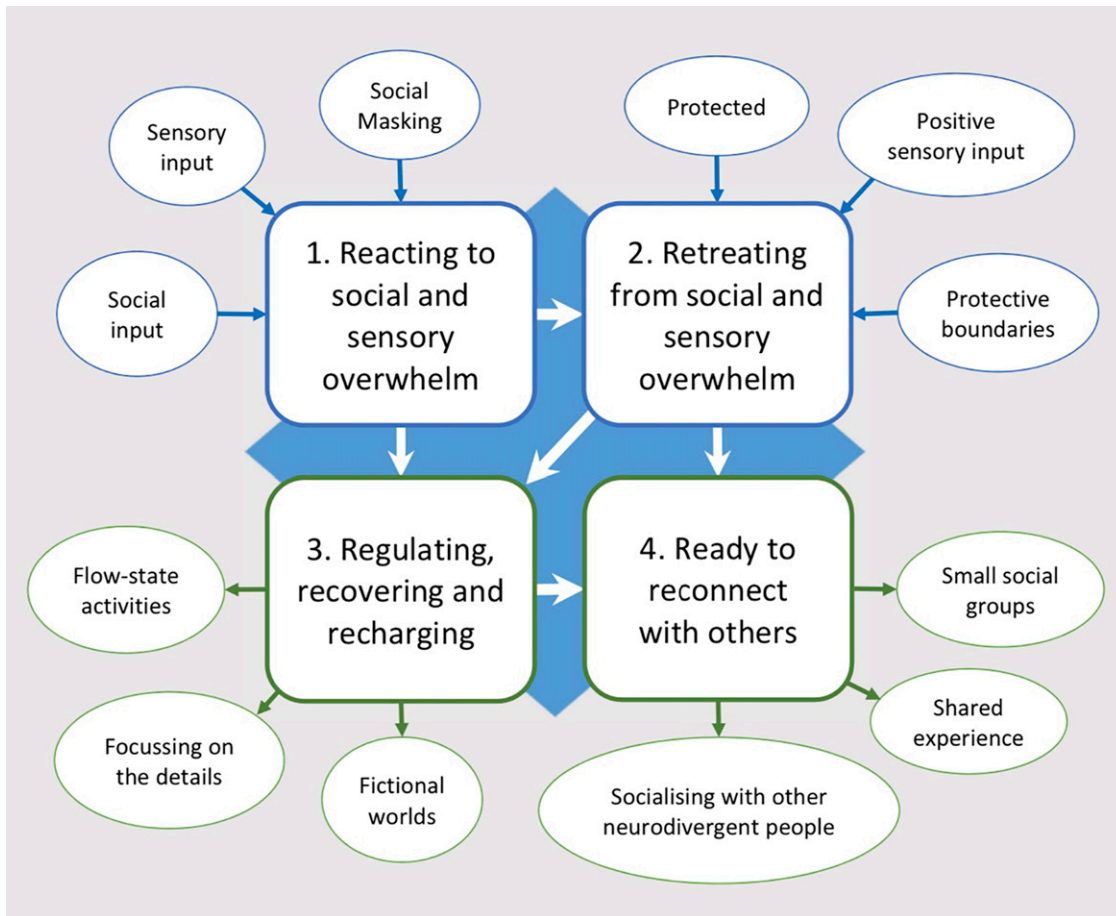 Social
Masking
Sensory
input
Social
input
Protected
Positive
sensory input
Protective
boundaries
1. Reacting to
social and
sensory
overwhelm
2. Retreating
from social and
sensory
overwhelm
3. Regulating,
recovering and
recharging
4. Ready to
reconnect
with others
Flow-state
activities
Focussing on
the details
Fictional
worlds
Small social
groups
Shared
experience
Socialising with other
neurodivergent people